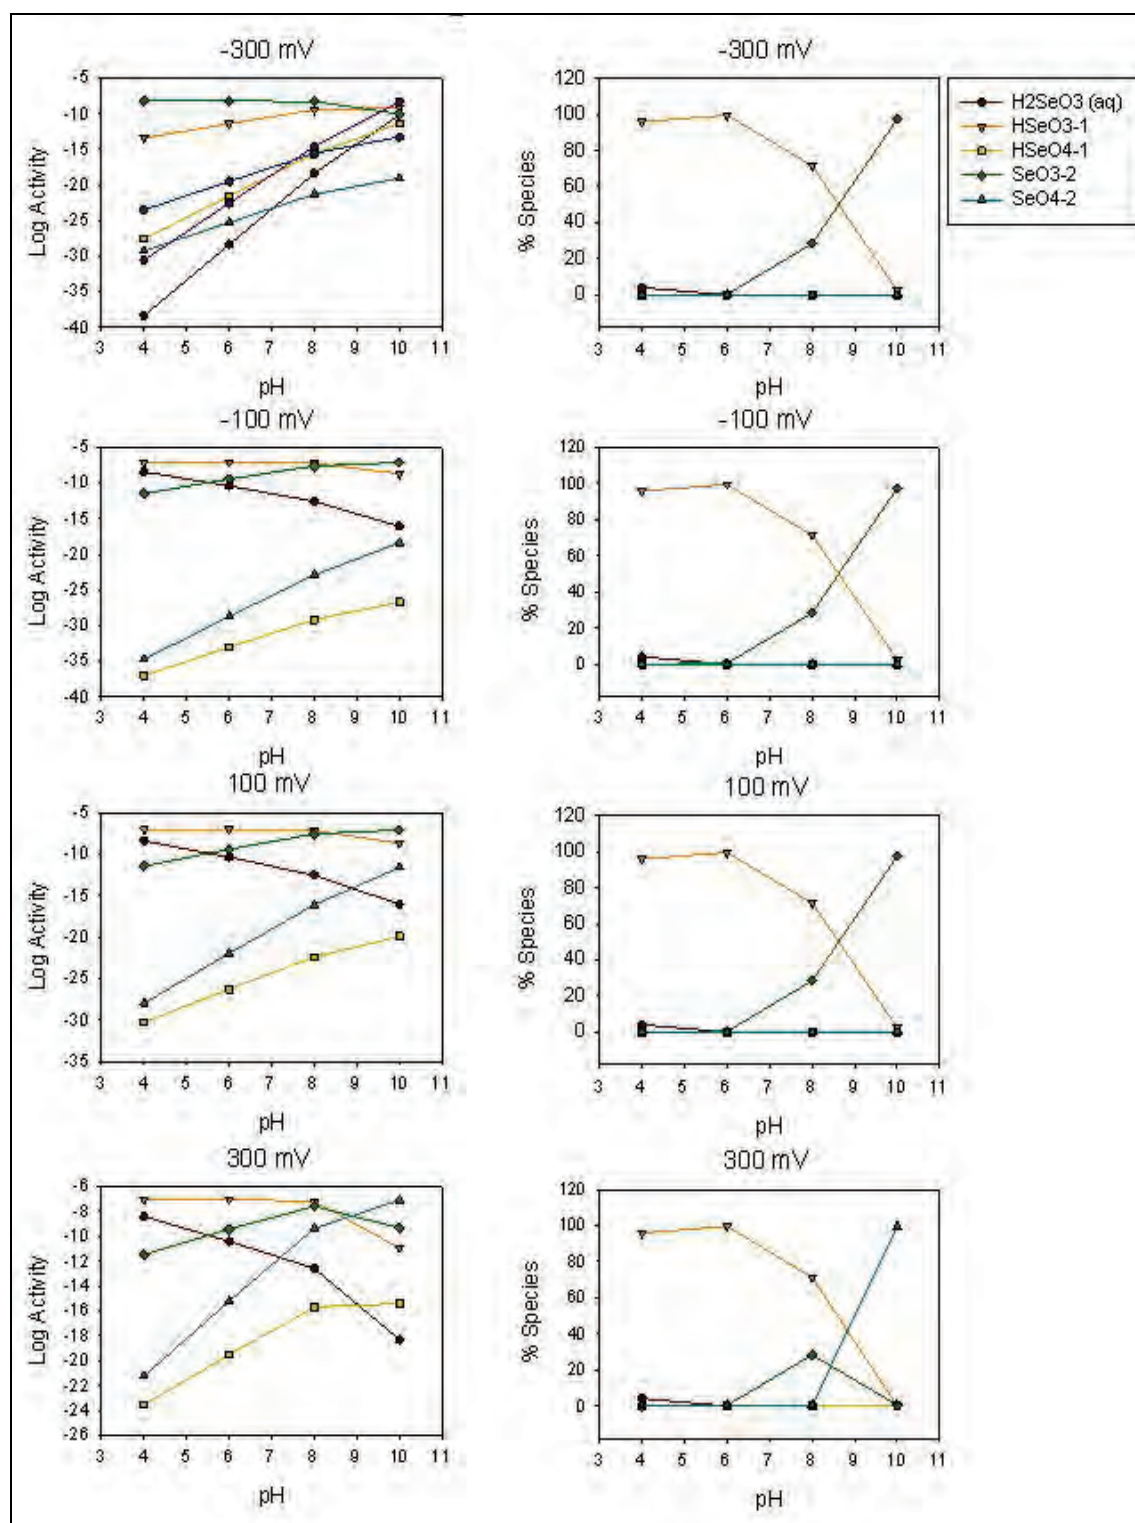 -300 mV
-5
-10
-15
-20
-25
-30
-35
-40
Log Activity
3 4 5 6 7 8 9 10 11
pH
-300 mV
120
100
80
60
40
20
0
% Species
3 4 5 6 7 8 9 10 11
pH
H2SeO3 (aq)
HSeO3-1
HSeO4-1
SeO3-2
SeO4-2
-100 mV
-5
-10
-15
-20
-25
-30
-35
-40
Log Activity
3 4 5 6 7 8 9 10 11
pH
-100 mV
120
100
80
60
40
20
0
% Species
3 4 5 6 7 8 9 10 11
pH
100 mV
-5
-10
-15
-20
-25
-30
-35
Log Activity
3 4 5 6 7 8 9 10 11
pH
100 mV
120
100
80
60
40
20
0
% Species
3 4 5 6 7 8 9 10 11
pH
300 mV
-6
-8
-10
-12
-14
-16
-18
-20
-22
-24
-26
Log Activity
3 4 5 6 7 8 9 10 11
pH
300 mV
120
100
80
60
40
20
0
% Species
3 4 5 6 7 8 9 10 11
pH